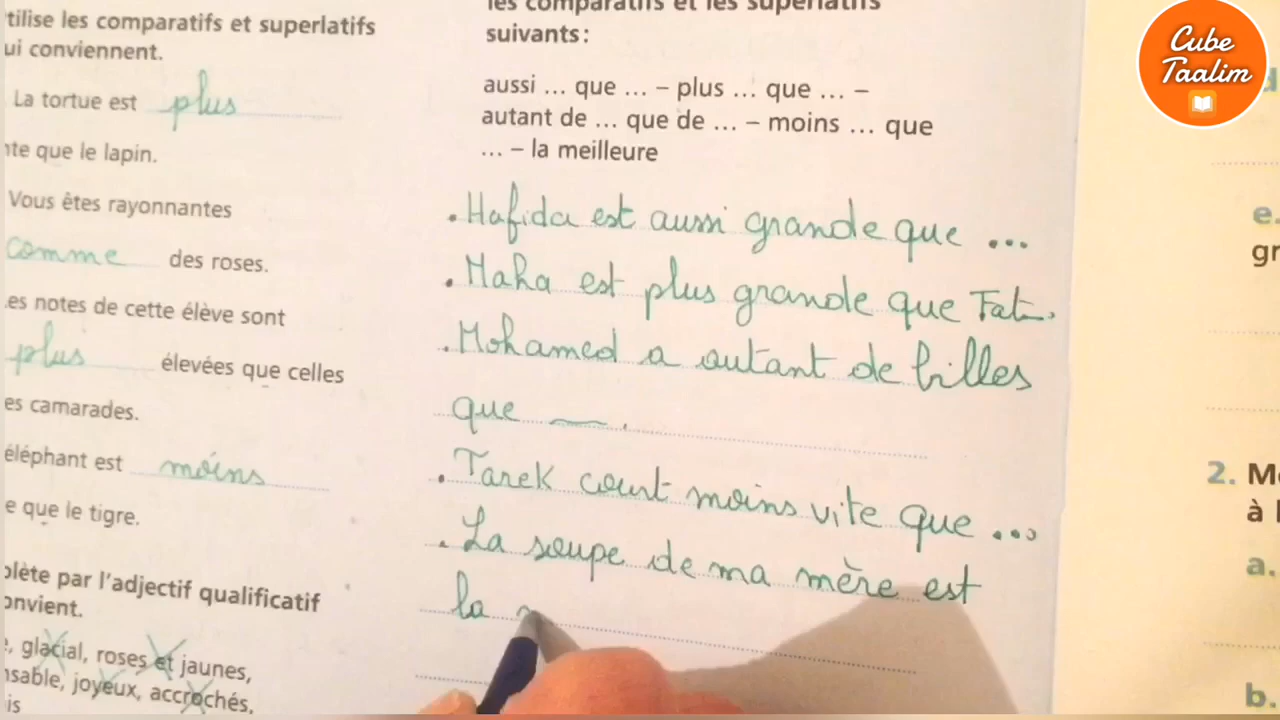 tilise les comparatifs et superlatifs
ui conviennent.
La tortue est plus
te que le lapin.
Vous êtes rayonnantes
comme des roses.
es notes de cette élève sont
plus élevées que celles
es camarades.
éléphant est moins
e que le tigre.
plète par l'adjectif qualificatif
onvient.
, glacial, roses et jaunes,
nsable, joyeux, accrochés,
is
les comparatifs et les superlatifs
suivants :
aussi ... que ... – plus ... que ... –
autant de ... que de ... – moins ... que
... – la meilleure
. Hafida est aussi grande que ...
. Maha est plus grande que Fat .
. Mohamed a autant de billes
que .
. Tarek court moins vite que ...
. La soupe de ma mère est
la
Cube
Taalim
e.
gr
2. M
à
a.
b.